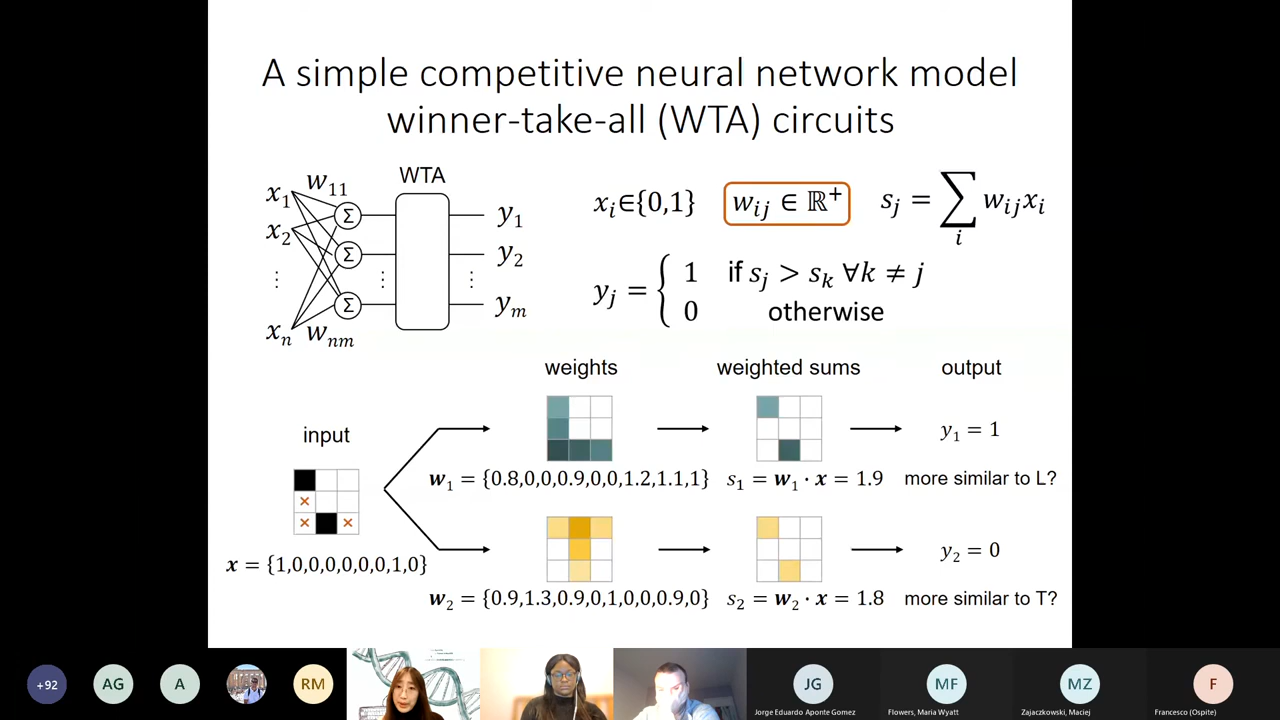 A simple competitive neural network model
winner-take-all (WTA) circuits
x₁ w₁₁
x₂
⋮
xₙ wₙₘ
Σ
Σ
⋮
Σ
WTA
y₁
y₂
⋮
yₘ
xᵢ∈{0,1} wᵢⱼ ∈ ℝ⁺ sⱼ = ∑ᵢ wᵢⱼxᵢ
yⱼ = { 1 if sⱼ > sₖ ∀k ≠ j
0 otherwise
weights weighted sums output
input
× × ×
x = {1,0,0,0,0,0,0,1,0}
y₁ = 1
w₁ = {0.8,0,0,0.9,0,0,1.2,1.1,1} s₁ = w₁ · x = 1.9 more similar to L?
y₂ = 0
w₂ = {0.9,1.3,0.9,0,1,0,0,0.9,0} s₂ = w₂ · x = 1.8 more similar to T?
+92 AG A RM JG MF MZ F
Jorge Eduardo Aponte Gomez Flowers, Maria Wyatt Zajaczkowski, Maciej Francesco (Ospite)